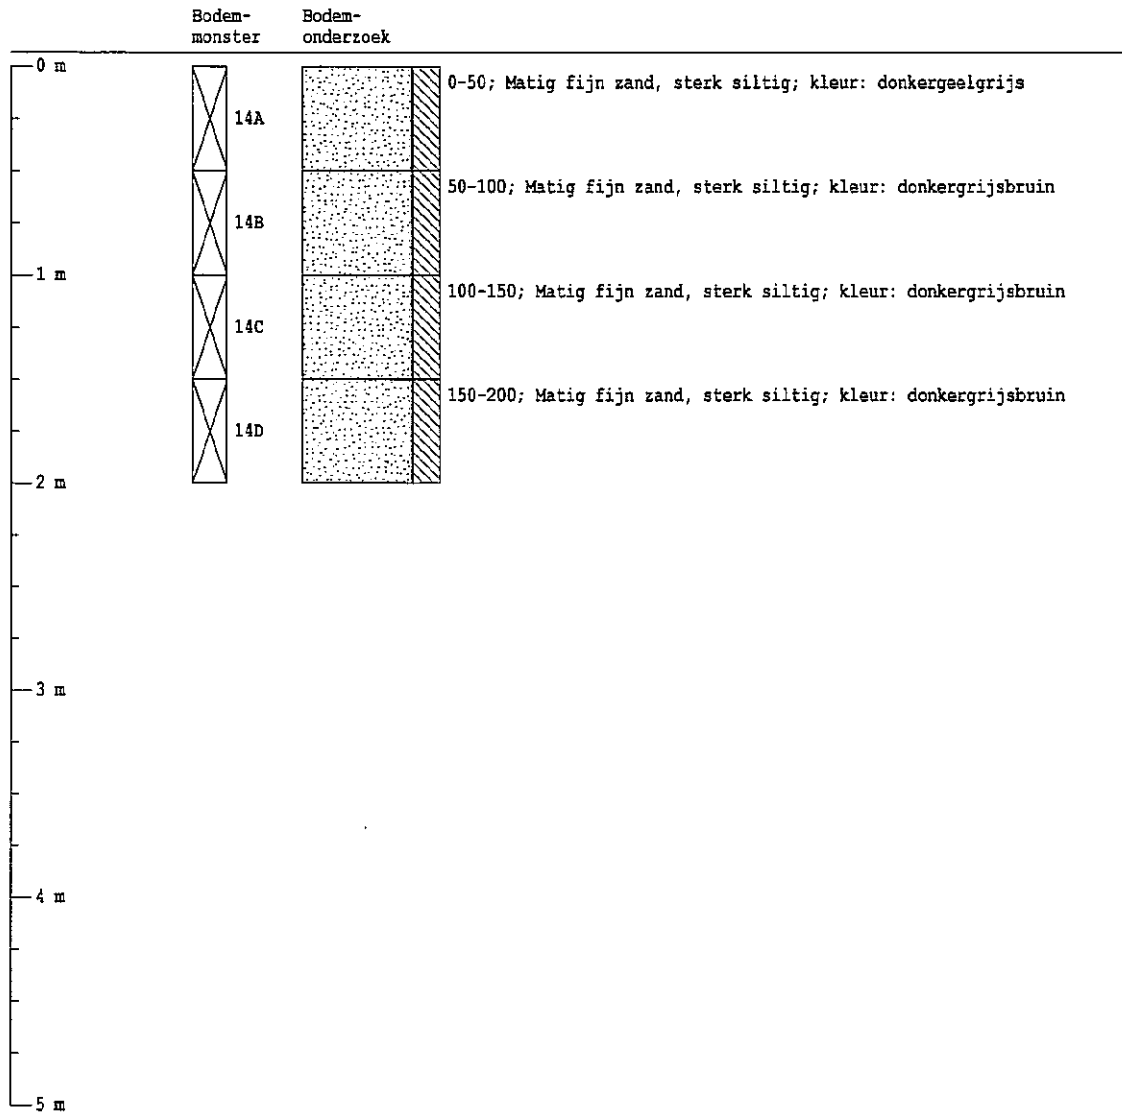 Bodem-
monster
Bodem-
onderzoek
0 m
0-50; Matig fijn zand, sterk siltig; kleur: donkergeelgrijs
14A
50-100; Matig fijn zand, sterk siltig; kleur: donkergrijsbruin
14B
1 m
100-150; Matig fijn zand, sterk siltig; kleur: donkergrijsbruin
14C
150-200; Matig fijn zand, sterk siltig; kleur: donkergrijsbruin
14D
2 m
3 m
4 m
5 m